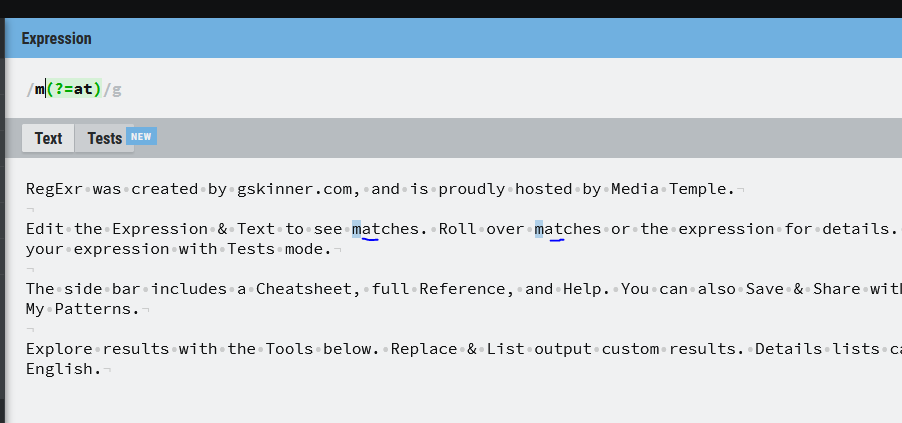 Expression
/m(?=at)/g
Text Tests NEW
RegExr was created by gskinner.com, and is proudly hosted by Media Temple.
Edit the Expression & Text to see matches. Roll over matches or the expression for details.
your expression with Tests mode.
The side bar includes a Cheatsheet, full Reference, and Help. You can also Save & Share with
My Patterns.
Explore results with the Tools below. Replace & List output custom results. Details lists ca
English.